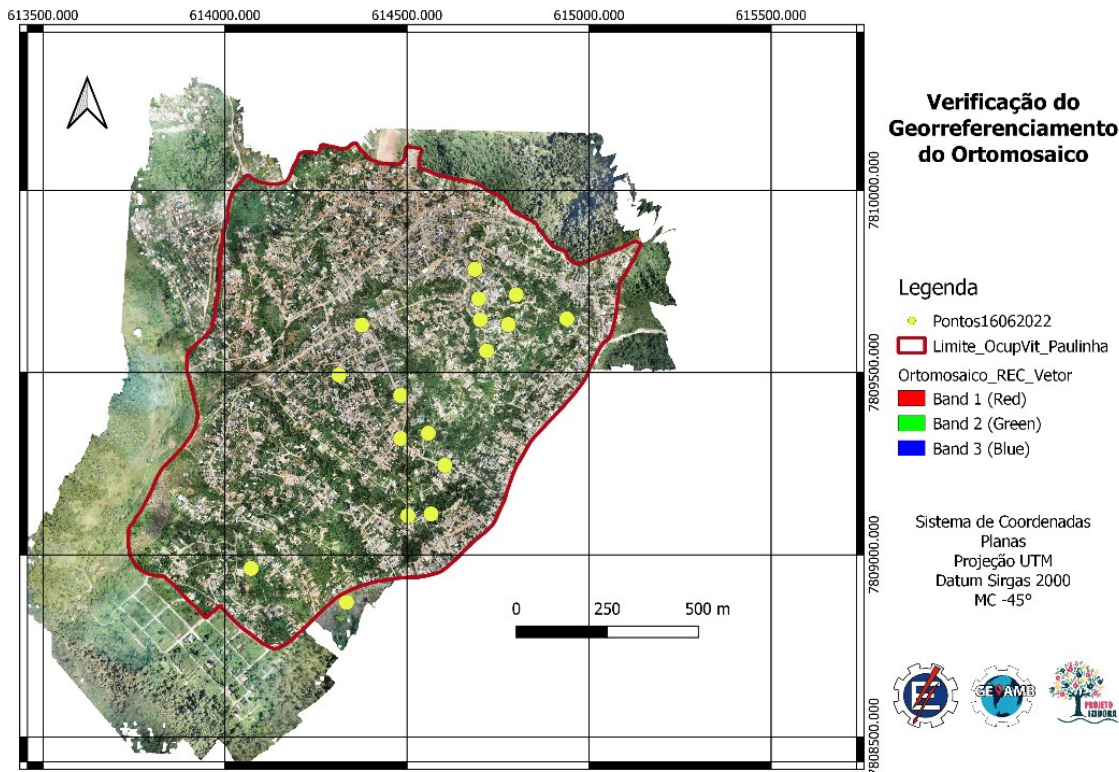 613500.000 614000.000 614500.000 615000.000 615500.000
Verificação do
Georreferenciamento
do Ortomosaico
7810000.000
7809500.000
7809000.000
7808500.000
Legenda
Pontos16062022
Limite_OcupVit_Paulinha
Ortomosaico_REC_Vetor
Band 1 (Red)
Band 2 (Green)
Band 3 (Blue)
Sistema de Coordenadas
Planas
Projeção UTM
Datum Sirgas 2000
MC -45°
0 250 500 m
PROJETO